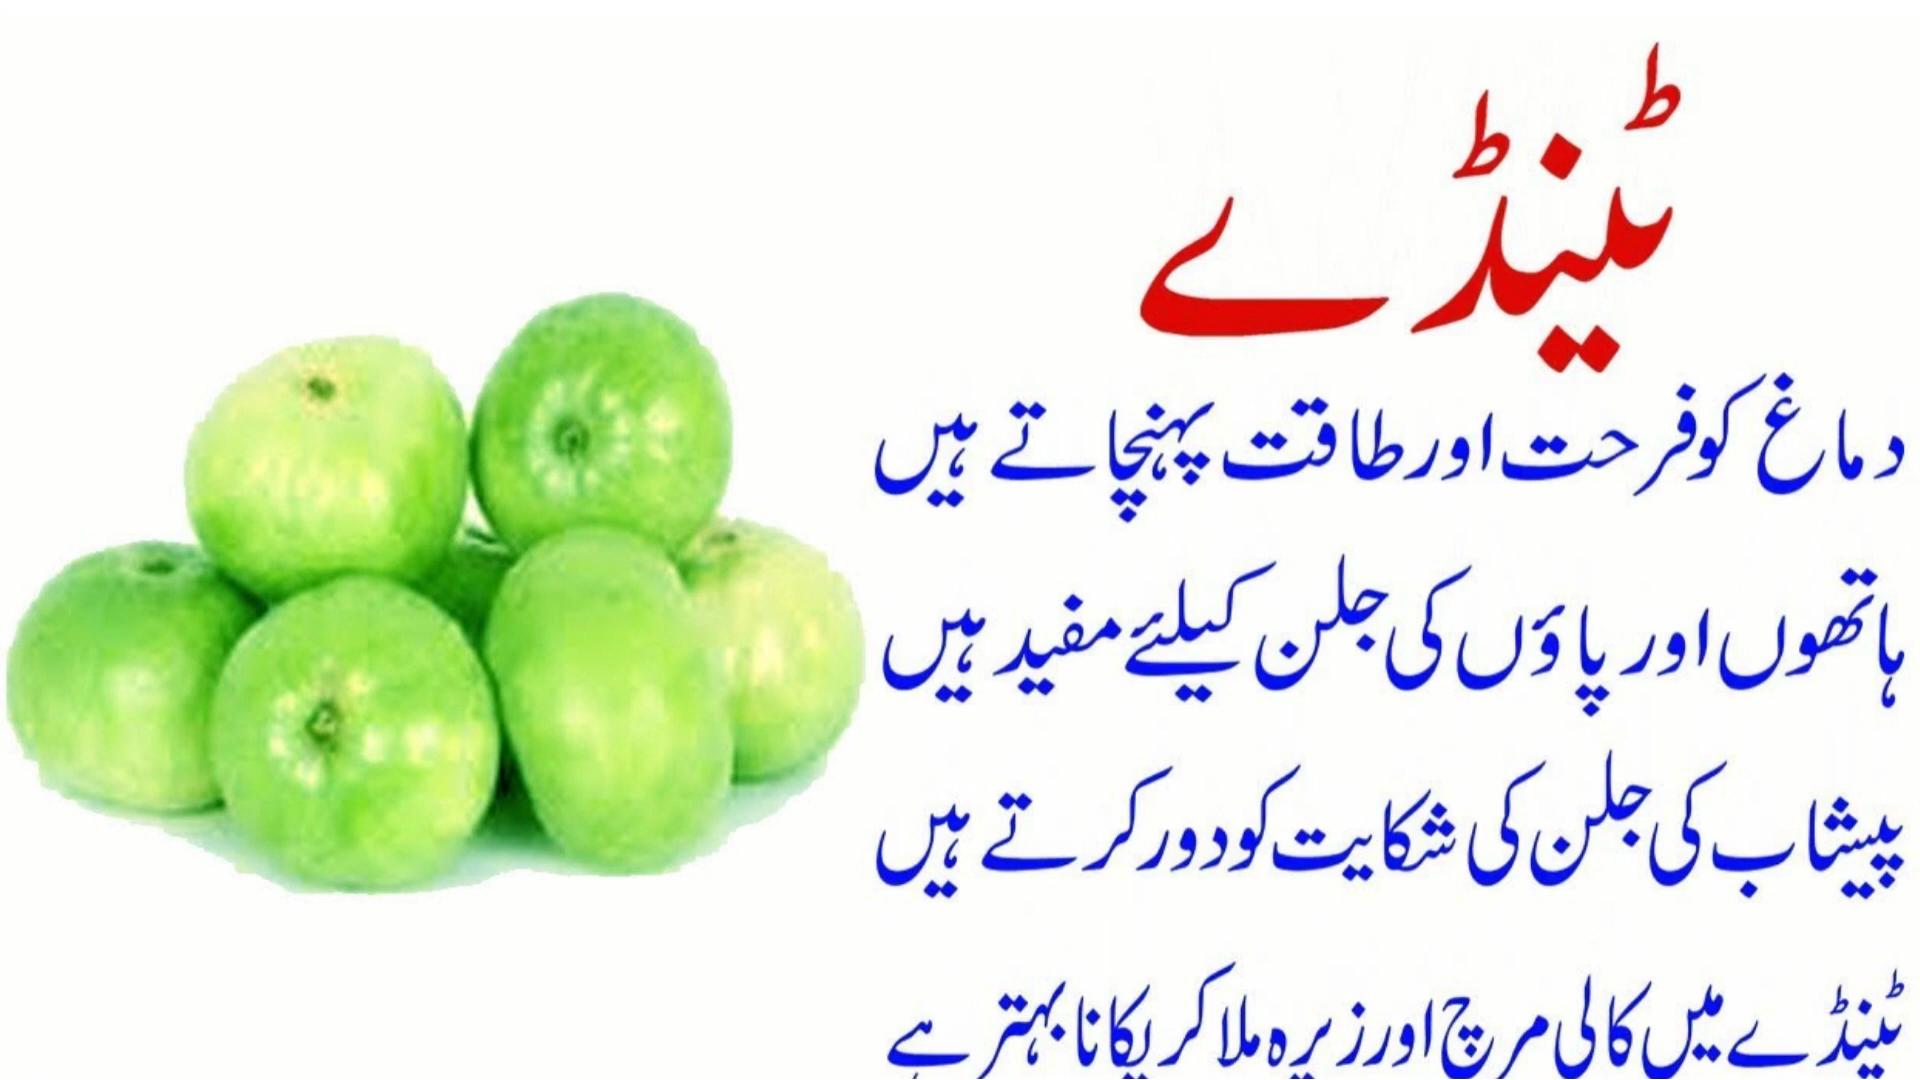 ٹینڈے
دماغ کو فرحت اور طاقت پہنچاتے ہیں
ہاتھوں اور پاؤں کی جلن کیلئے مفید ہیں
پیشاب کی جلن کی شکایت کو دور کرتے ہیں
ٹینڈے میں کالی مرچ اور زیرہ ملا کر پکانا بہتر ہے